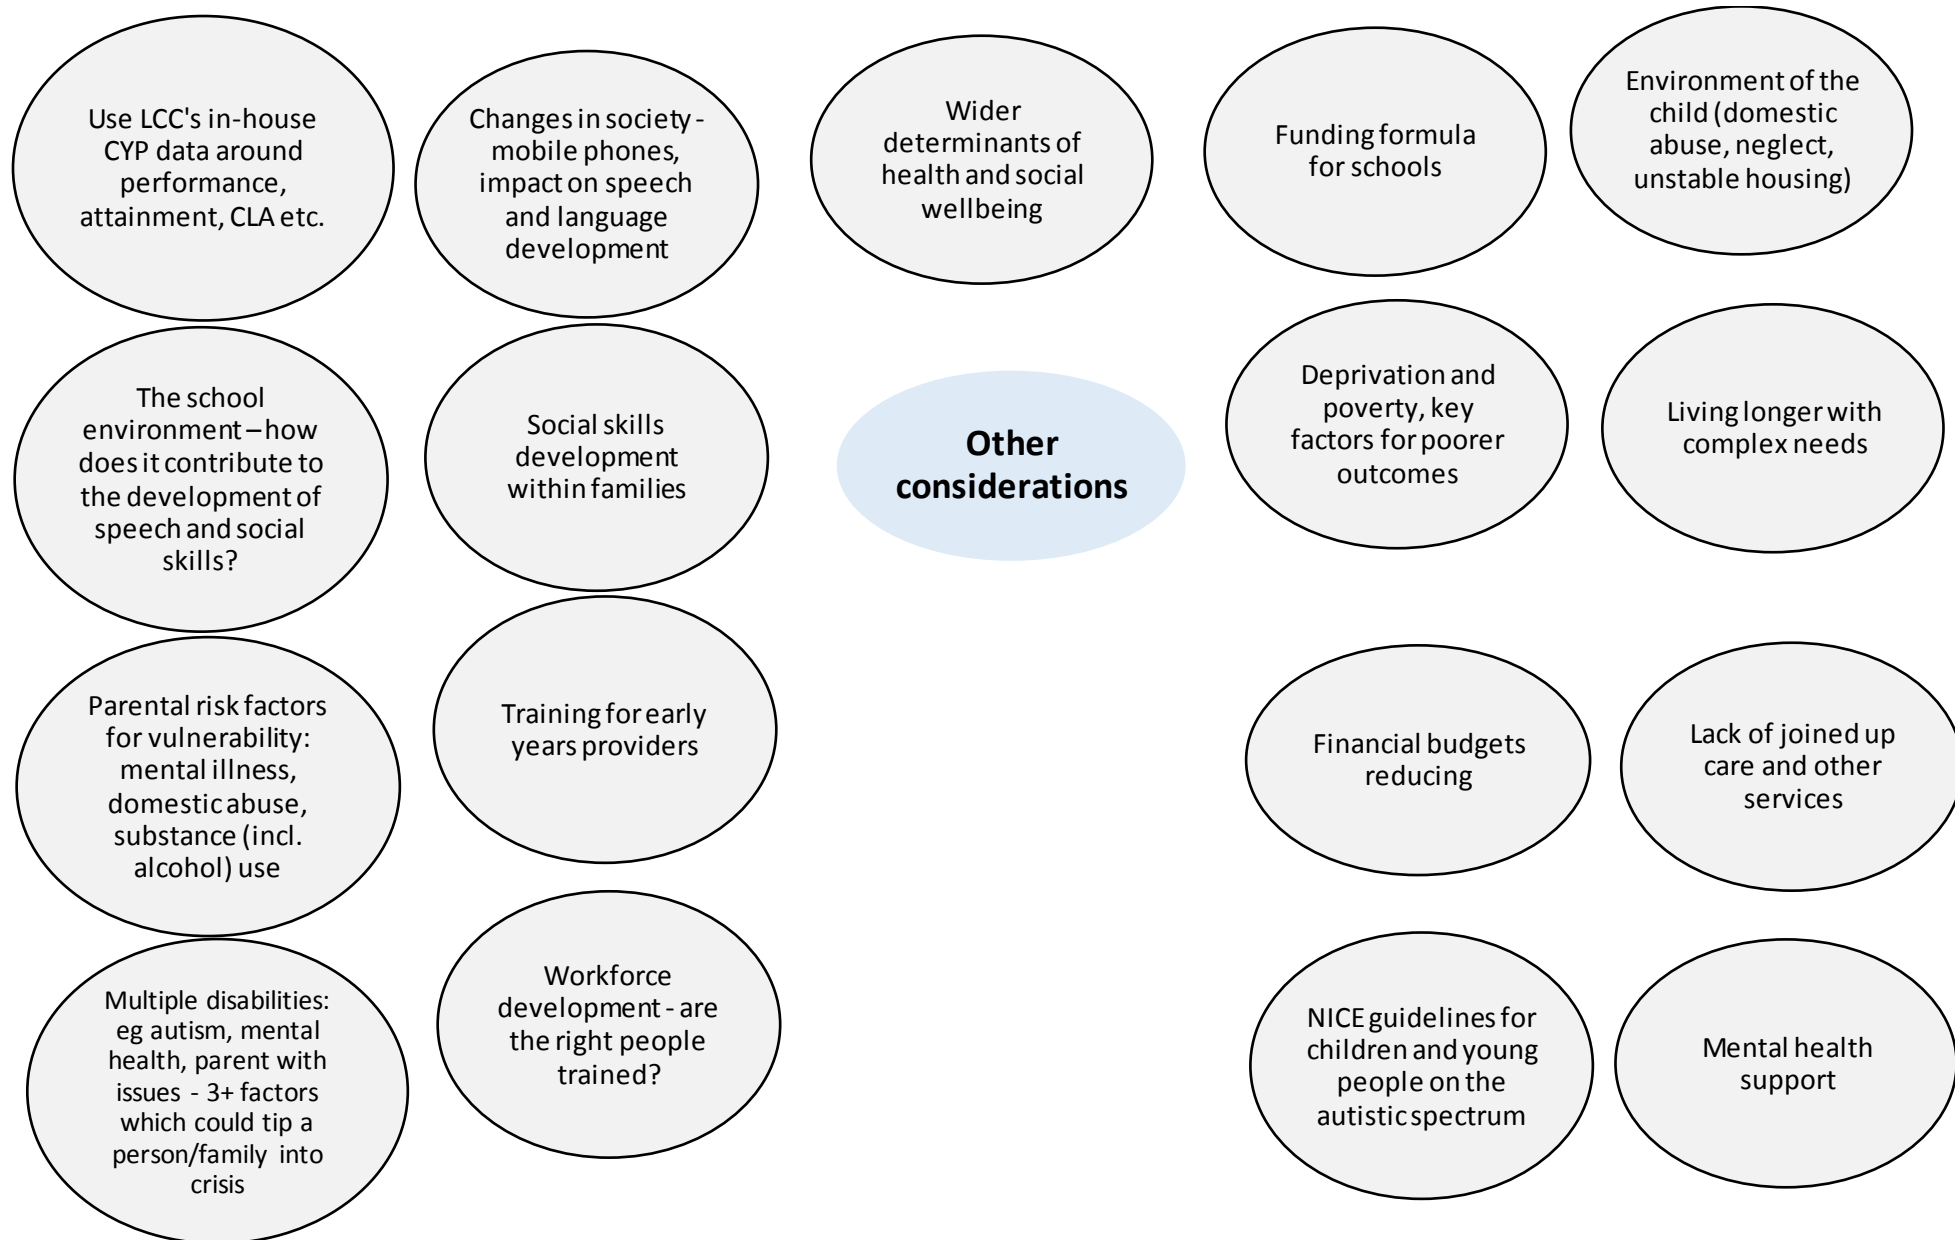 Use LCC's in-house
CYP data around
performance,
attainment, CLA etc.
Changes in society -
mobile phones,
impact on speech
and language
development
Wider
determinants of
health and social
wellbeing
Funding formula
for schools
Environment of the
child (domestic
abuse, neglect,
unstable housing)
The school
environment – how
does it contribute to
the development of
speech and social
skills?
Social skills
development
within families
Other
considerations
Deprivation and
poverty, key
factors for poorer
outcomes
Living longer with
complex needs
Parental risk factors
for vulnerability:
mental illness,
domestic abuse,
substance (incl.
alcohol) use
Training for early
years providers
Financial budgets
reducing
Lack of joined up
care and other
services
Multiple disabilities:
eg autism, mental
health, parent with
issues - 3+ factors
which could tip a
person/family into
crisis
Workforce
development - are
the right people
trained?
NICE guidelines for
children and young
people on the
autistic spectrum
Mental health
support